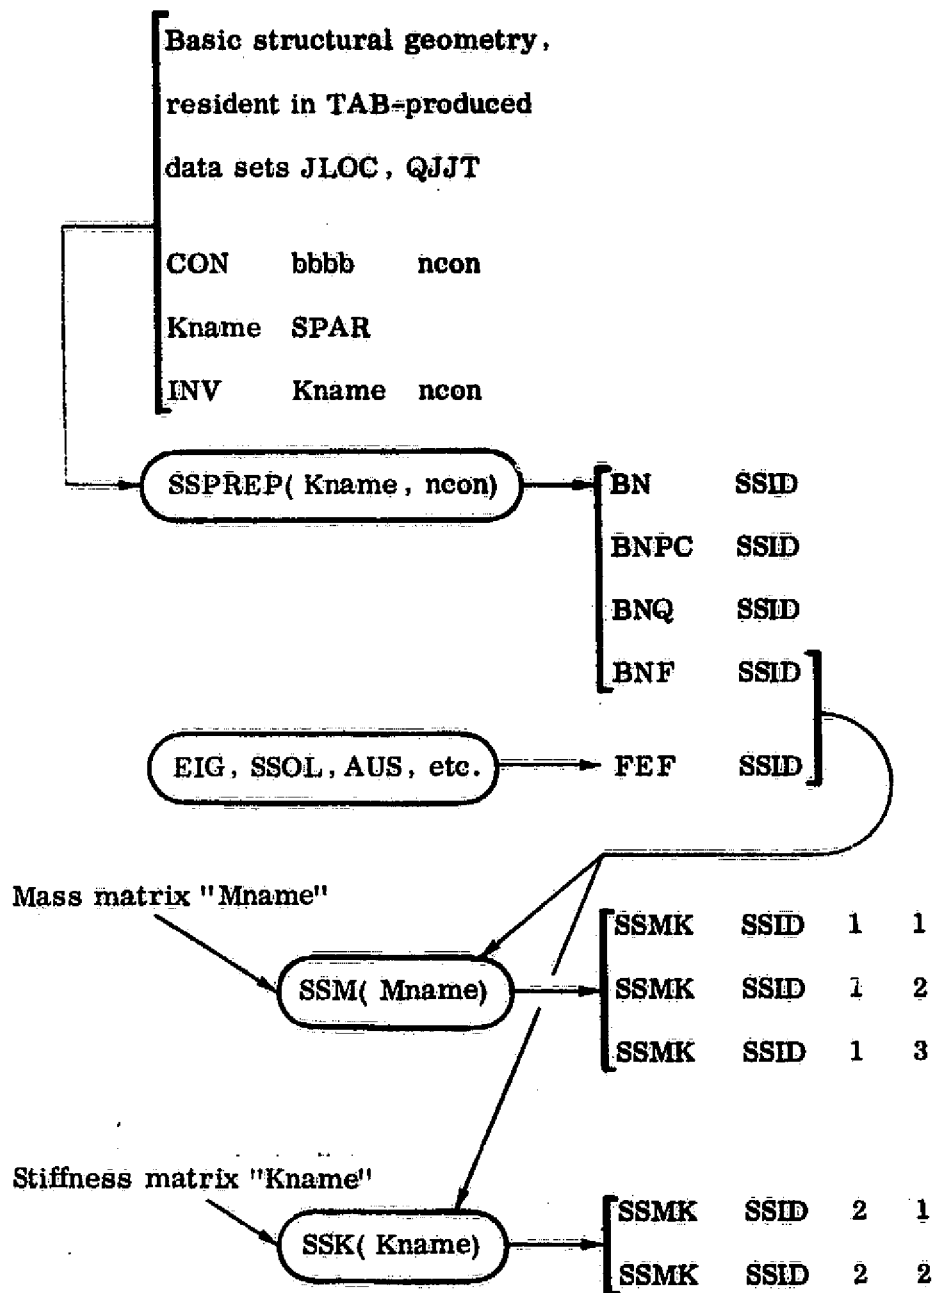 Basic structural geometry,
resident in TAB-produced
data sets JLOC, QJJT
CON bbbb ncon
Kname SPAR
INV Kname ncon
SSPREP( Kname, ncon)
BN SSID
BNPC SSID
BNQ SSID
BNF SSID
EIG, SSOL, AUS, etc.
FEF SSID
Mass matrix "Mname"
SSM( Mname)
SSMK SSID 1 1
SSMK SSID 1 2
SSMK SSID 1 3
Stiffness matrix "Kname"
SSK( Kname)
SSMK SSID 2 1
SSMK SSID 2 2